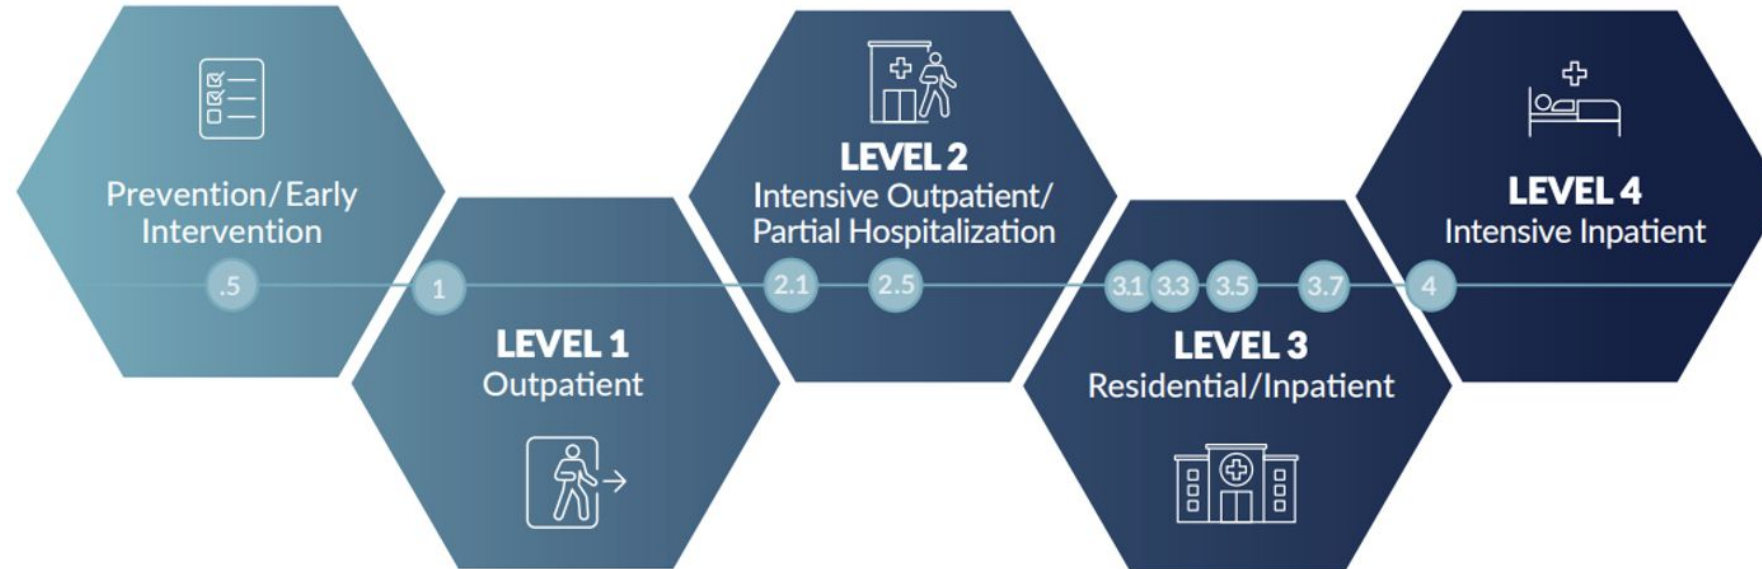 Prevention/Early
Intervention
.5
1
LEVEL 1
Outpatient
LEVEL 2
Intensive Outpatient/
Partial Hospitalization
2.1
2.5
3.1
3.3
3.5
3.7
LEVEL 3
Residential/Inpatient
LEVEL 4
Intensive Inpatient
4